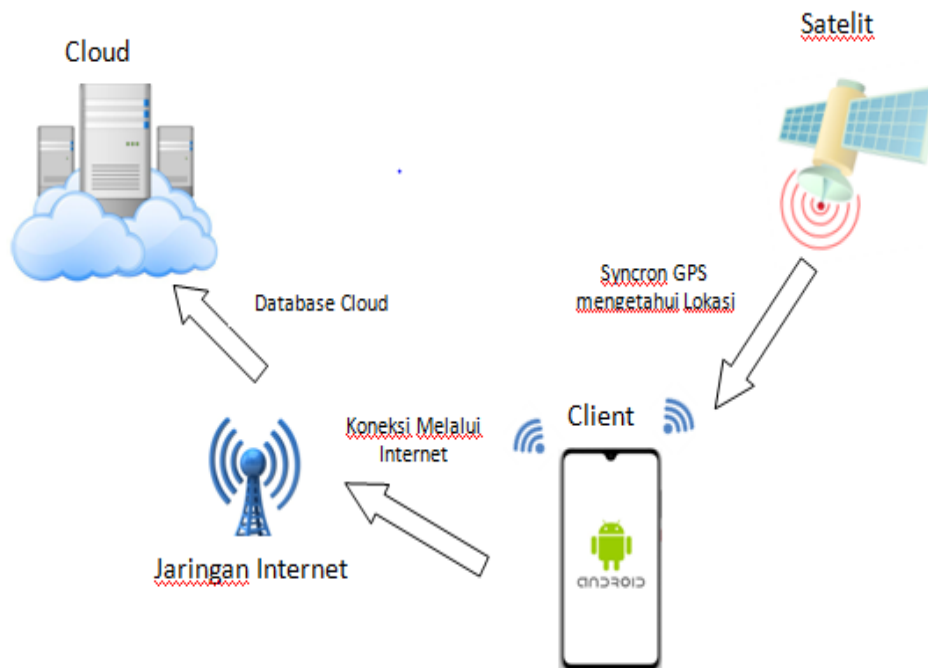 Satelit
Cloud
Syncron GPS
mengetahui Lokasi
Database Cloud
Client
Koneksi Melalui
Internet
Jaringan Internet
ANDROID